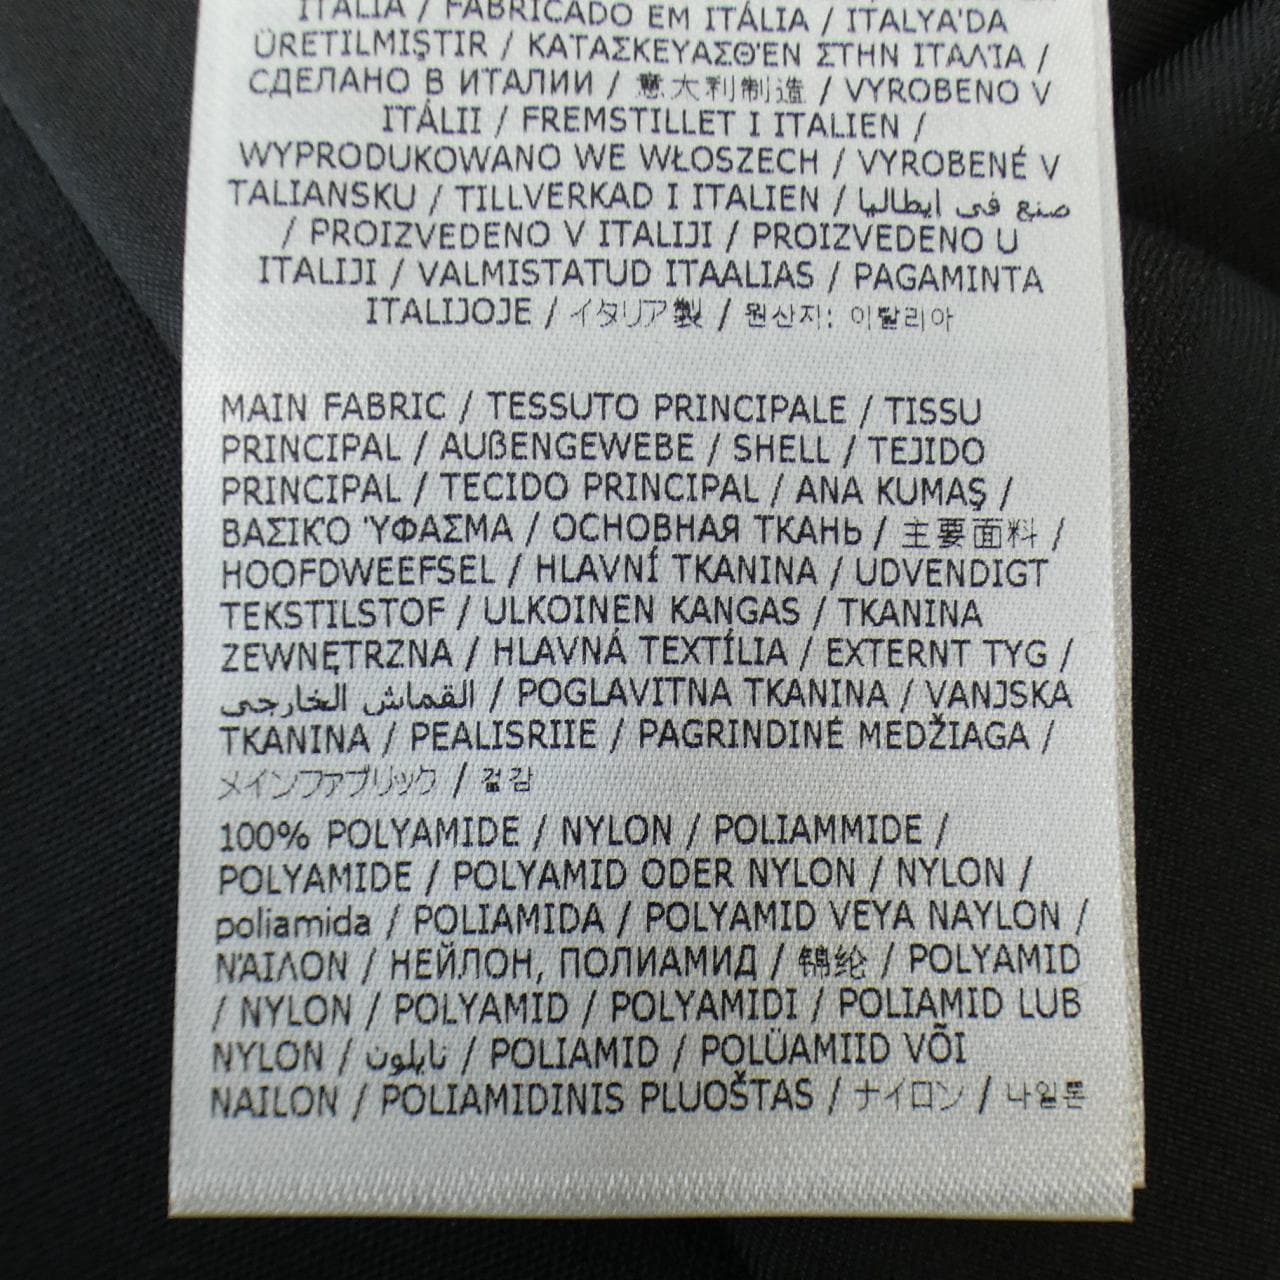 ITALIA / FABRICADO EM ITÁLIA / ITALYA'DA
ÜRETILMIŞTIR / ΚΑΤΑΣΚΕΥΑΣΘΈΝ ΣΤΗΝ ΙΤΑΛΊΑ /
СДЕЛАНО В ИТАЛИИ / 意大利制造 / VYROBENO V
ITÁLII / FREMSTILLET I ITALIEN /
WYPRODUKOWANO WE WŁOSZECH / VYROBENÉ V
TALIANSKU / TILLVERKAD I ITALIEN / صنع في ايطاليا
/ PROIZVEDENO V ITALIJI / PROIZVEDENO U
ITALIJI / VALMISTATUD ITAALIAS / PAGAMINTA
ITALIJOJE / イタリア製 / 원산지: 이탈리아
MAIN FABRIC / TESSUTO PRINCIPALE / TISSU
PRINCIPAL / AUßENGEWEBE / SHELL / TEJIDO
PRINCIPAL / TECIDO PRINCIPAL / ANA KUMAŞ /
ΒΑΣΙΚΌ ΎΦΑΣΜΑ / ОСНОВНАЯ ТКАНЬ / 主要面料 /
HOOFDWEEFSEL / HLAVNÍ TKANINA / UDVENDIGT
TEKSTILSTOF / ULKOINEN KANGAS / TKANINA
ZEWNĘTRZNA / HLAVNÁ TEXTÍLIA / EXTERNT TYG /
القماش الخارجي / POGLAVITNA TKANINA / VANJSKA
TKANINA / PEALISRIIE / PAGRINDINĖ MEDŽIAGA /
メインファブリック / 겉감
100% POLYAMIDE / NYLON / POLIAMMIDE /
POLYAMIDE / POLYAMID ODER NYLON / NYLON /
poliamida / POLIAMIDA / POLYAMID VEYA NAYLON /
ΝΆΙΛΟΝ / НЕЙЛОН, ПОЛИАМИД / 锦纶 / POLYAMID
/ NYLON / POLYAMID / POLYAMIDI / POLIAMID LUB
NYLON / نايلون / POLIAMID / POLÜAMIID VÕI
NAILON / POLIAMIDINIS PLUOŠTAS / ナイロン / 나일론